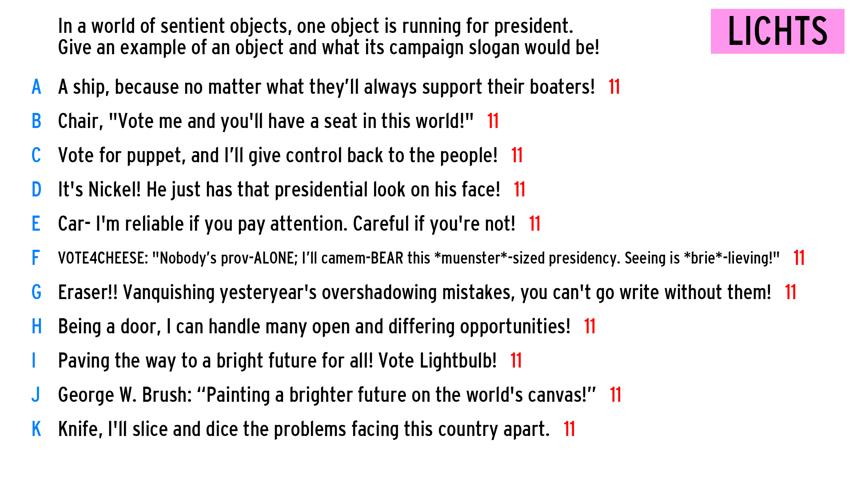 In a world of sentient objects, one object is running for president.
Give an example of an object and what its campaign slogan would be!
LICHTS
A A ship, because no matter what they’ll always support their boaters! 11
B Chair, "Vote me and you'll have a seat in this world!" 11
C Vote for puppet, and I’ll give control back to the people! 11
D It's Nickel! He just has that presidential look on his face! 11
E Car- I'm reliable if you pay attention. Careful if you're not! 11
F VOTE4CHEESE: "Nobody’s prov-ALONE; I’ll camem-BEAR this *muenster*-sized presidency. Seeing is *brie*-lieving!" 11
G Eraser!! Vanquishing yesteryear's overshadowing mistakes, you can't go write without them! 11
H Being a door, I can handle many open and differing opportunities! 11
I Paving the way to a bright future for all! Vote Lightbulb! 11
J George W. Brush: “Painting a brighter future on the world's canvas!” 11
K Knife, I'll slice and dice the problems facing this country apart. 11